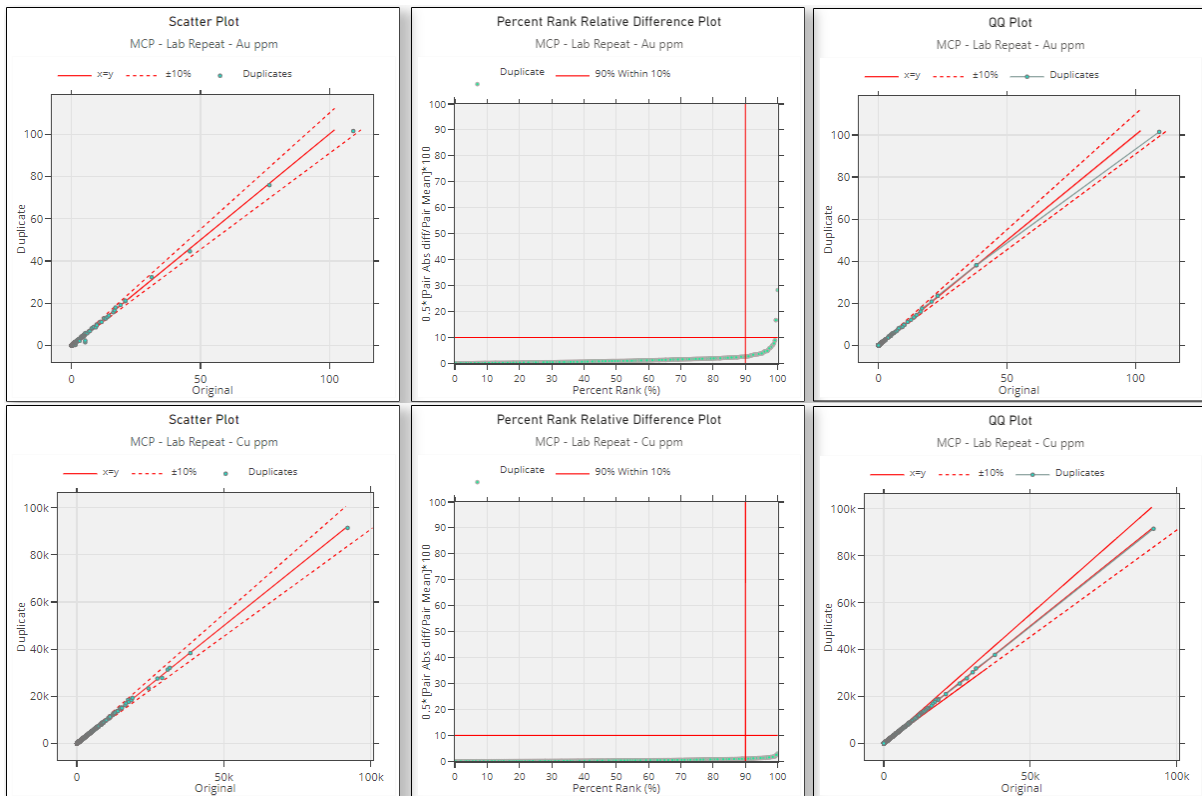 Scatter Plot
MCP - Lab Repeat - Au ppm
x=y ±10% Duplicates
100
80
60
40
20
0
Duplicate
0 50 100
Original
Percent Rank Relative Difference Plot
MCP - Lab Repeat - Au ppm
Duplicate 90% Within 10%
100
90
80
70
60
50
40
30
20
10
0
0.5*[Pair Abs diff/Pair Mean]*100
0 10 20 30 40 50 60 70 80 90 100
Percent Rank (%)
QQ Plot
MCP - Lab Repeat - Au ppm
x=y ±10% Duplicates
100
80
60
40
20
0
Duplicate
0 50 100
Original
Scatter Plot
MCP - Lab Repeat - Cu ppm
x=y ±10% Duplicates
100k
80k
60k
40k
20k
0
Duplicate
0 50k 100k
Original
Percent Rank Relative Difference Plot
MCP - Lab Repeat - Cu ppm
Duplicate 90% Within 10%
100
90
80
70
60
50
40
30
20
10
0
0.5*[Pair Abs diff/Pair Mean]*100
0 10 20 30 40 50 60 70 80 90 100
Percent Rank (%)
QQ Plot
MCP - Lab Repeat - Cu ppm
x=y ±10% Duplicates
100k
80k
60k
40k
20k
0
Duplicate
0 50k 100k
Original